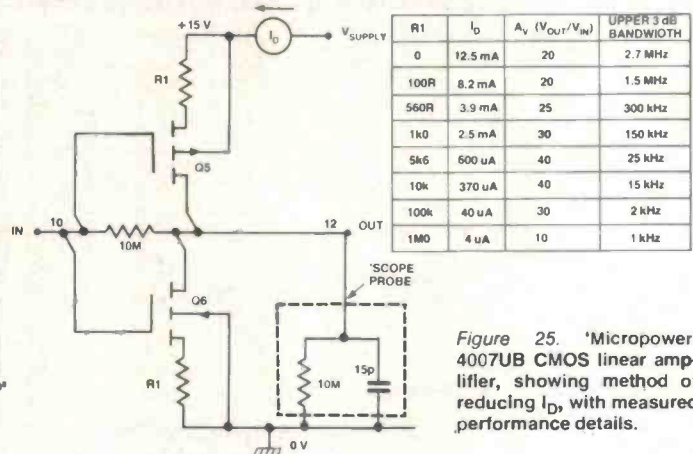 +15 V
I_D
V_SUPPLY
R1
Q5
IN
10
10M
12
OUT
'SCOPE
PROBE
Q6
R1
10M
15p
0 V
R1 I_D A_V (V_OUT/V_IN) UPPER 3 dB BANDWIDTH
0 12.5 mA 20 2.7 MHz
100R 8.2 mA 20 1.5 MHz
560R 3.9 mA 25 300 kHz
1k0 2.5 mA 30 150 kHz
5k6 600 uA 40 25 kHz
10k 370 uA 40 15 kHz
100k 40 uA 30 2 kHz
1M0 4 uA 10 1 kHz
Figure 25. 'Micropower
4007UB CMOS linear amp-
lifier, showing method o
reducing I_D, with measured
performance details.